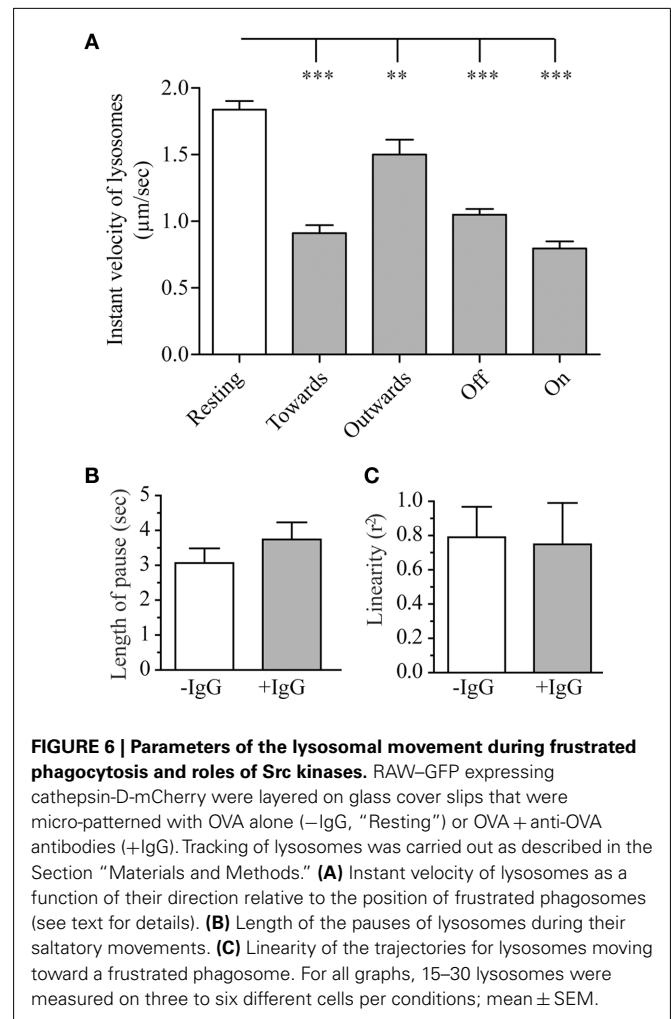 A
*** ** *** ***
Instant velocity of lysosomes
(µm/sec)
2.0
1.5
1.0
0.5
0.0
Resting
Towards
Outwards
Off
On
B
Length of pause (sec)
5
4
3
2
1
0
-IgG +IgG
C
Linearity (r²)
1.0
0.8
0.6
0.4
0.2
0.0
-IgG +IgG
FIGURE 6 | Parameters of the lysosomal movement during frustrated
phagocytosis and roles of Src kinases. RAW–GFP expressing
cathepsin-D-mCherry were layered on glass cover slips that were
micro-patterned with OVA alone (−IgG, “Resting”) or OVA + anti-OVA
antibodies (+IgG). Tracking of lysosomes was carried out as described in the
Section “Materials and Methods.” (A) Instant velocity of lysosomes as a
function of their direction relative to the position of frustrated phagosomes
(see text for details). (B) Length of the pauses of lysosomes during their
saltatory movements. (C) Linearity of the trajectories for lysosomes moving
toward a frustrated phagosome. For all graphs, 15–30 lysosomes were
measured on three to six different cells per conditions; mean ± SEM.